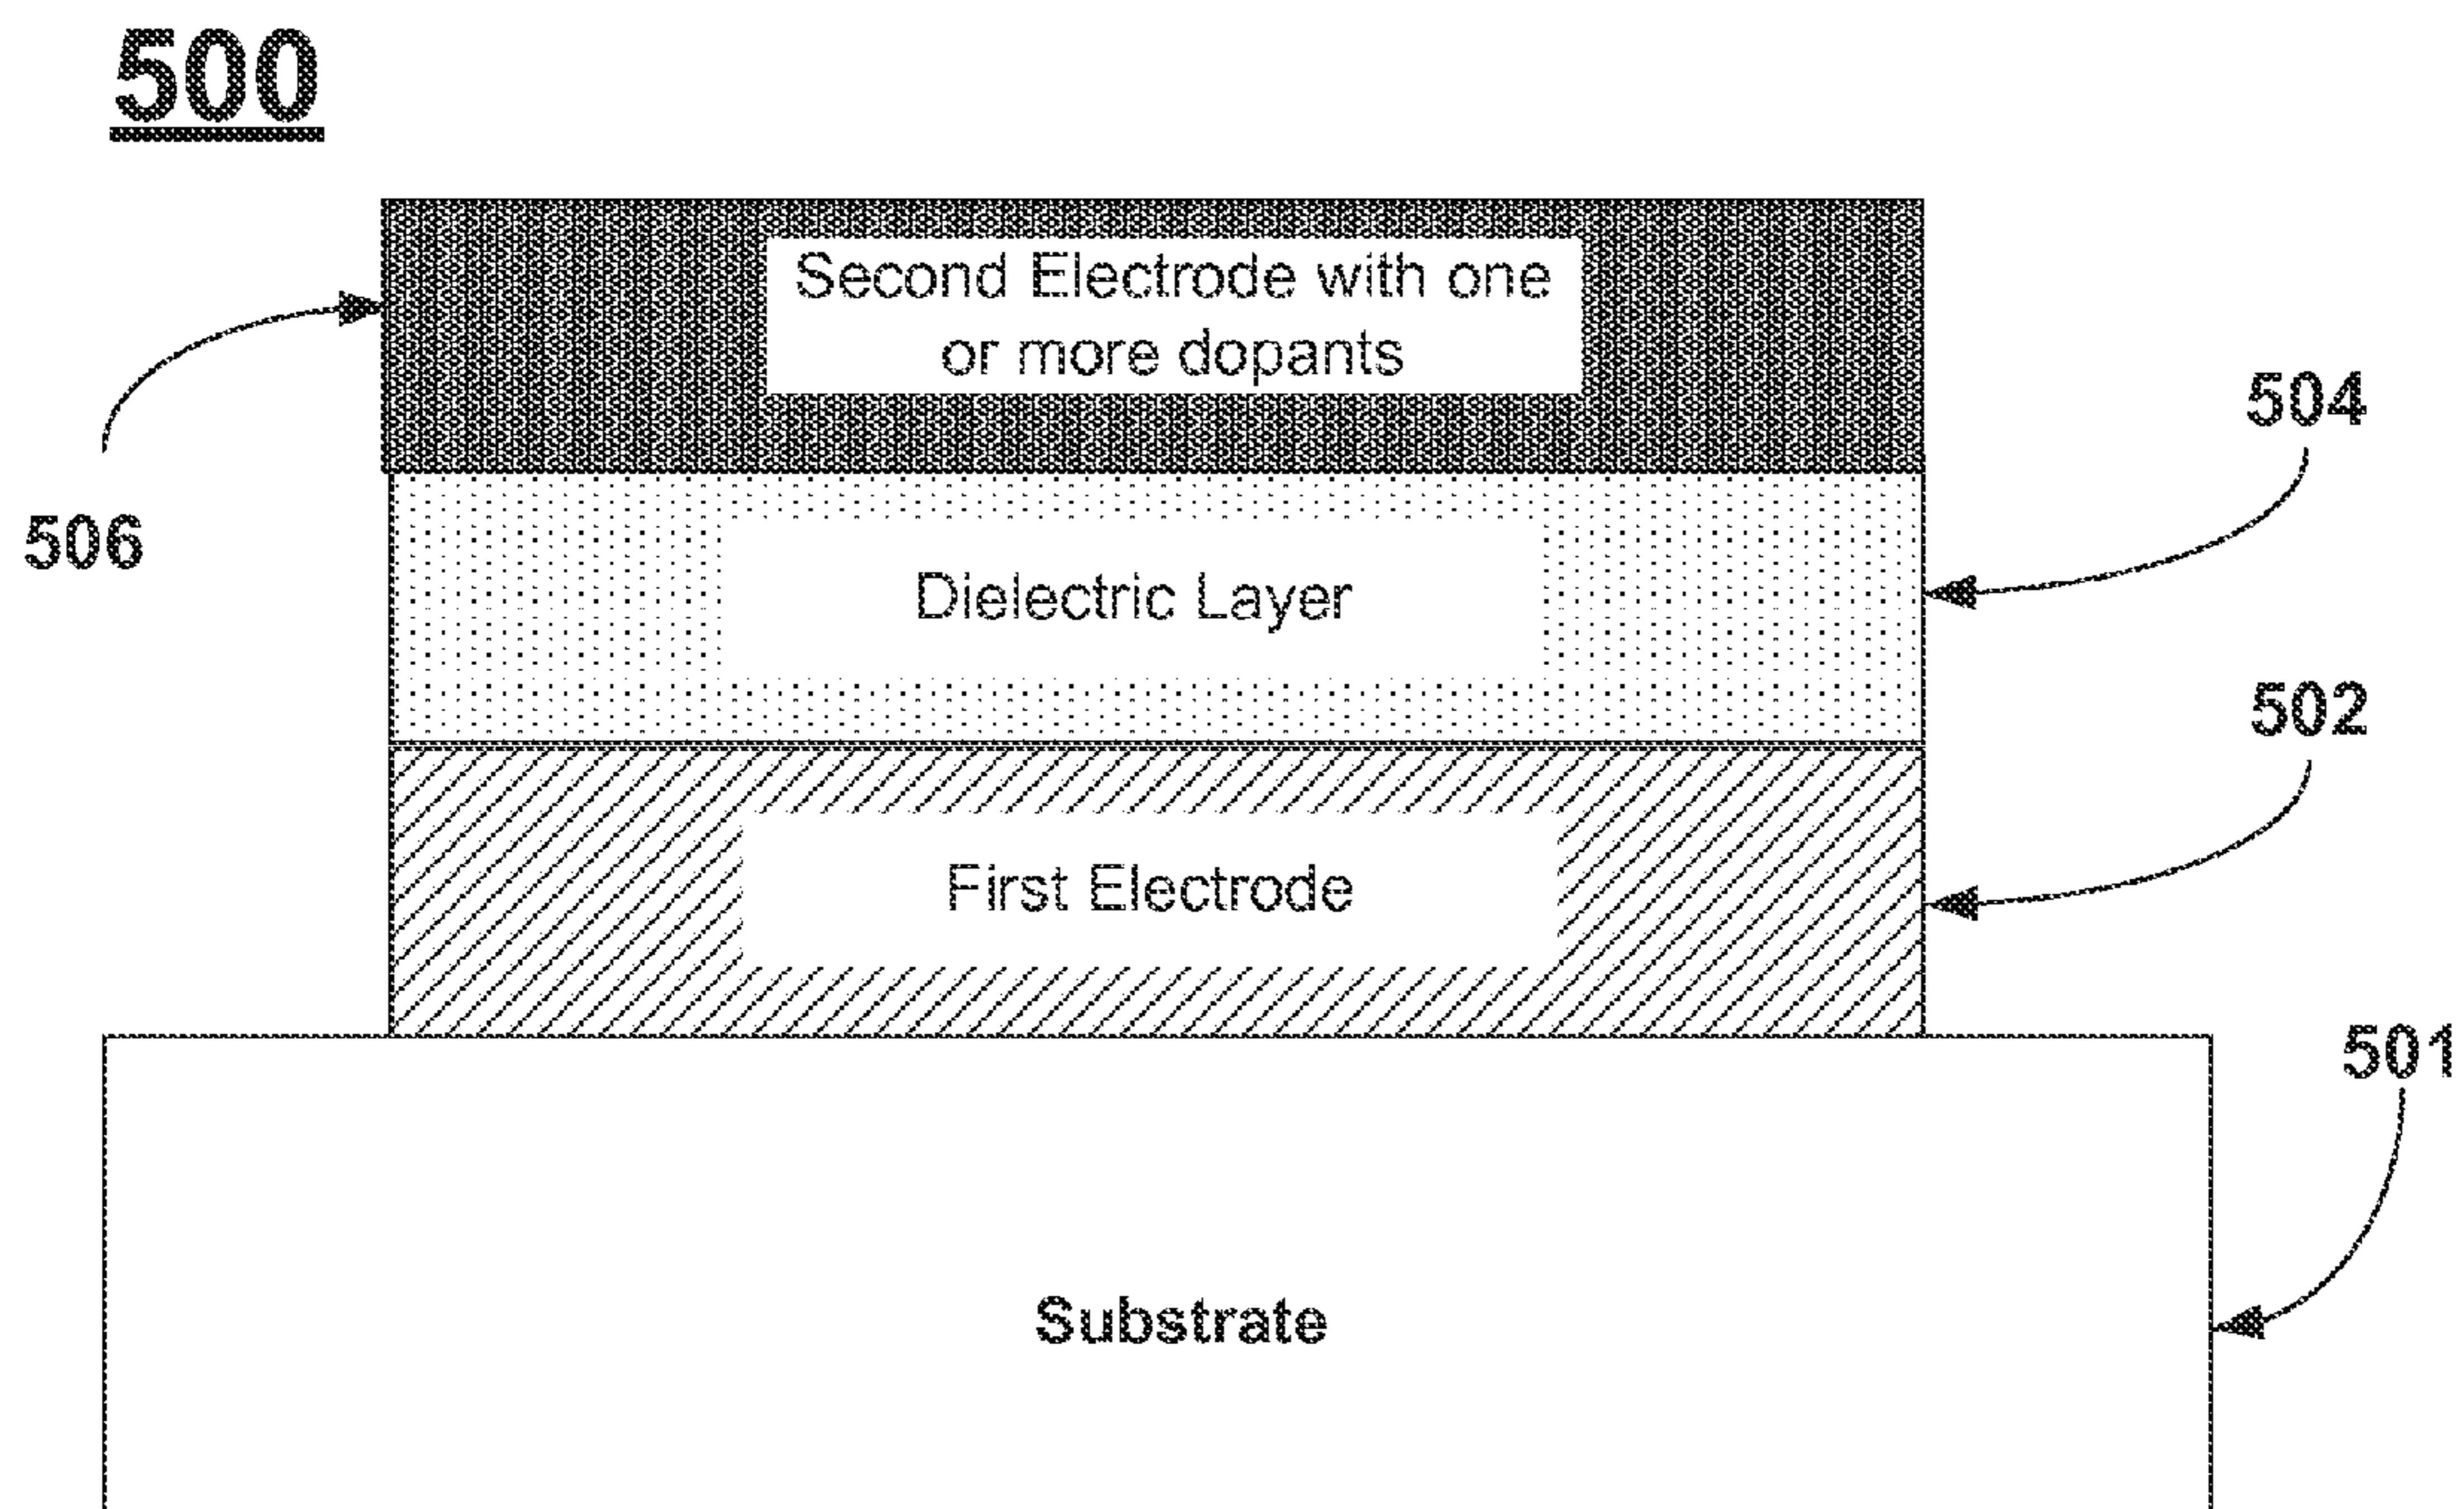 500
Second Electrode with one
or more dopants
504
506
Dielectric Layer
502
First Electrode
501
Substrate